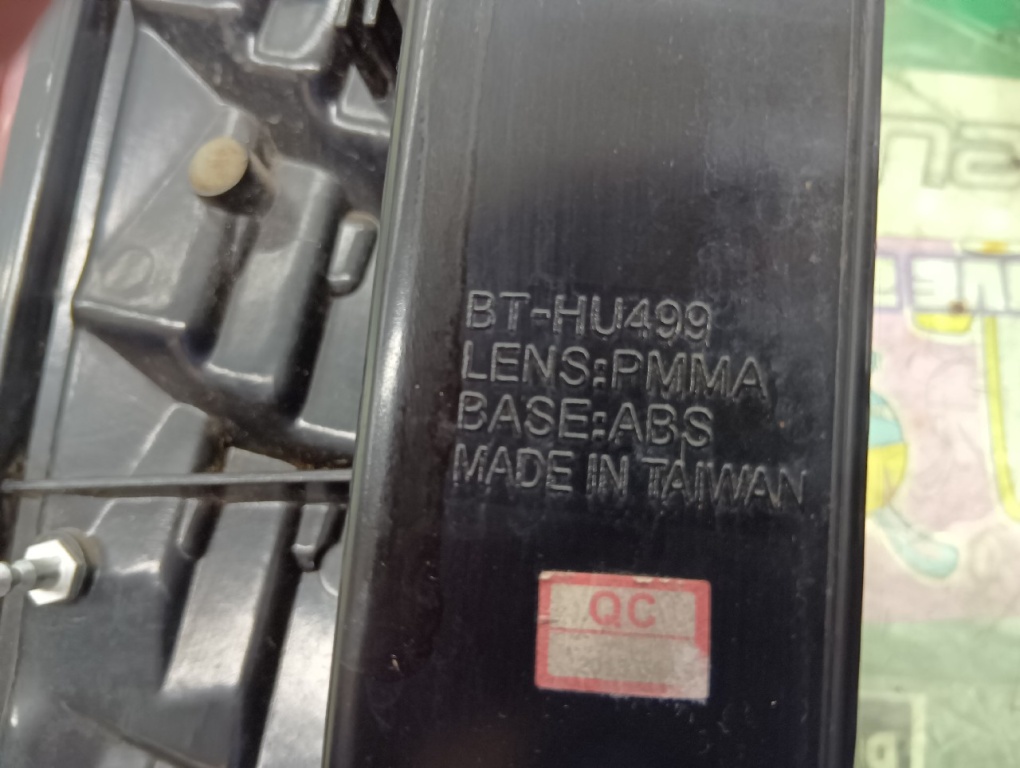 BT-HU499
LENS:PMMA
BASE:ABS
MADE IN TAIWAN
QC